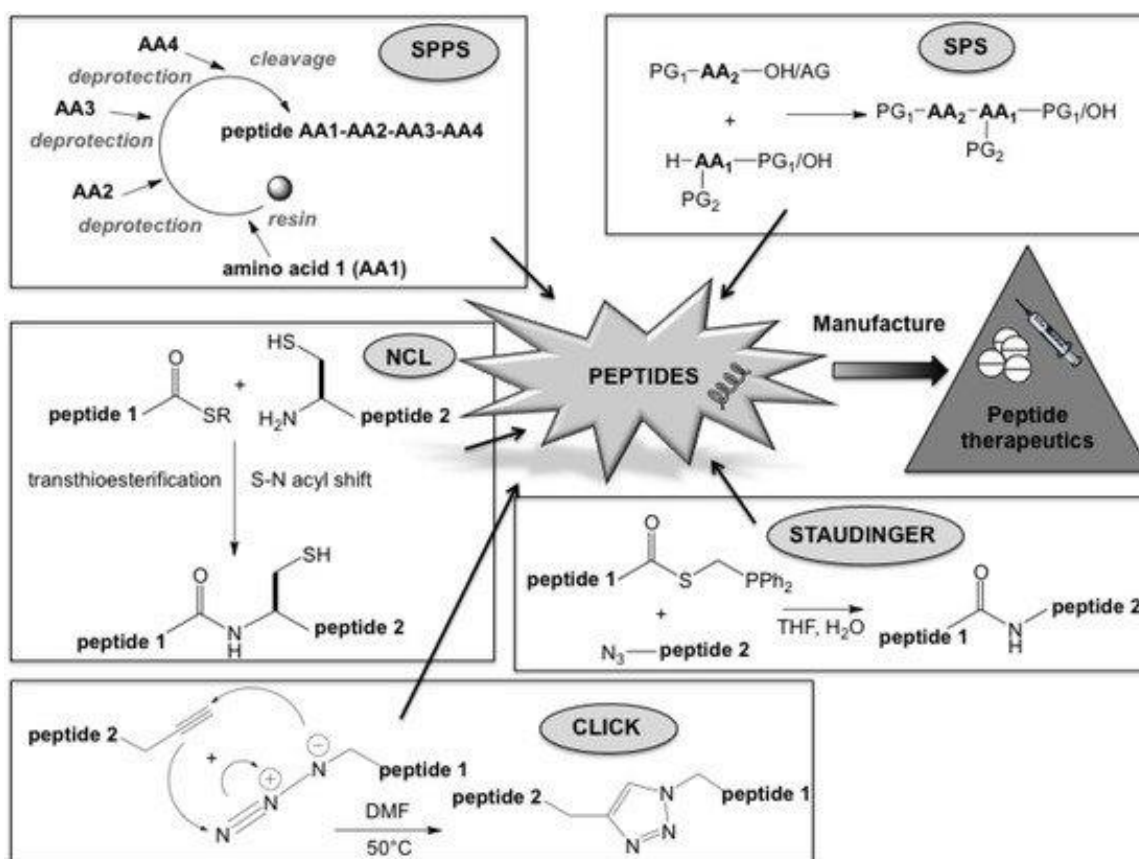 SPPS
AA4
cleavage
deprotection
AA3
peptide AA1-AA2-AA3-AA4
deprotection
AA2
deprotection
resin
amino acid 1 (AA1)
SPS
PG₁-AA₂-OH/AG
+
H-AA₁-PG₁/OH
PG₂
PG₁-AA₂-AA₁-PG₁/OH
PG₂
NCL
O
HS
+
peptide 1
SR
H₂N
peptide 2
transthioesterification
S-N acyl shift
O
SH
peptide 1
N
H
peptide 2
PEPTIDES
Manufacture
Peptide
therapeutics
STAUDINGER
O
peptide 1
S
PPh₂
+
N₃-peptide 2
THF, H₂O
O
peptide 2
peptide 1
N
H
CLICK
peptide 2
+
N
N
+
N
−
peptide 1
DMF
50°C
peptide 2
N
N
N
peptide 1